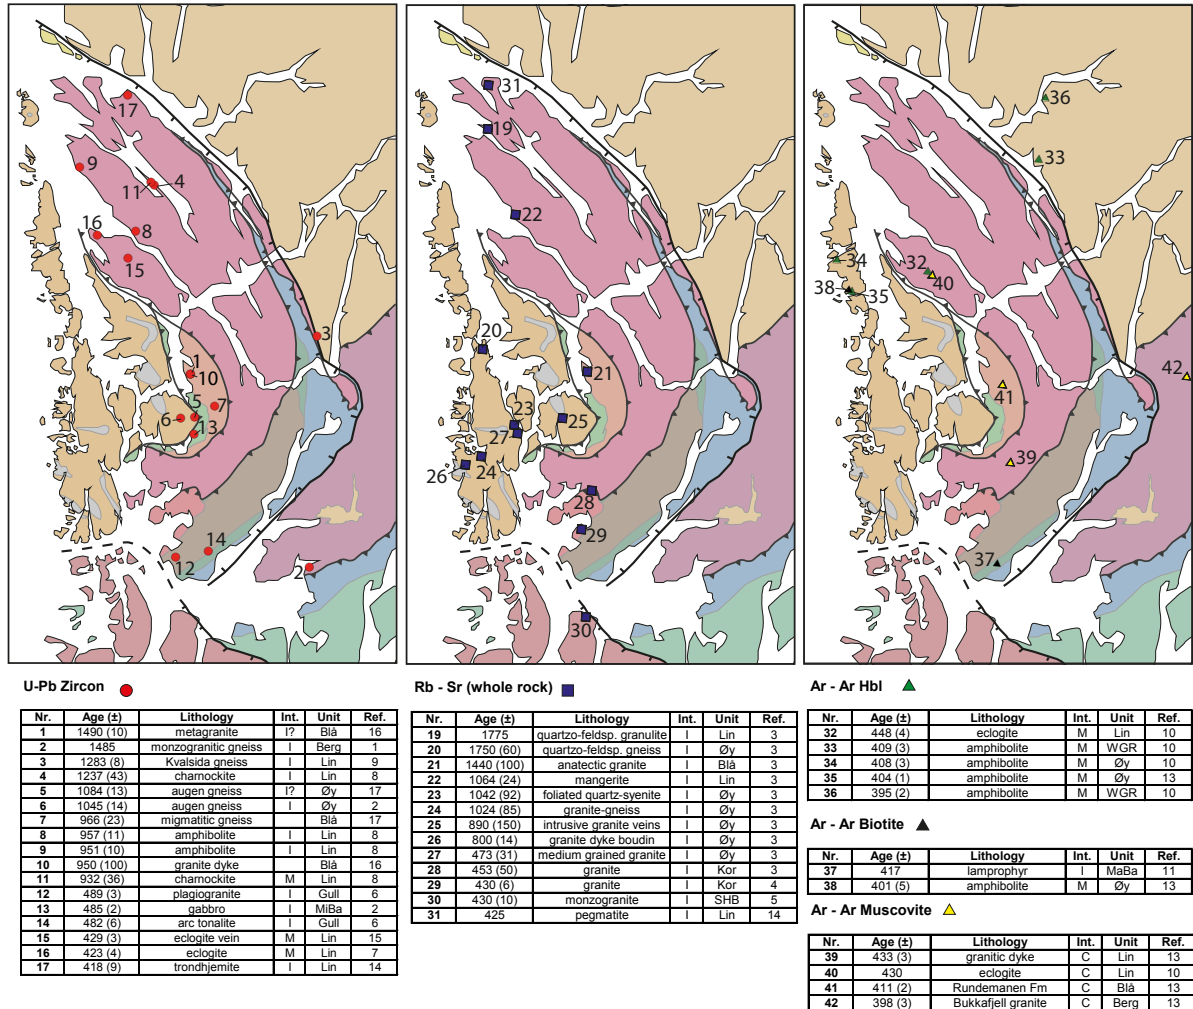 17
9
11
4
16
8
15
3
1
10
5
7
6
13
14
12
2
31
19
22
20
21
23
25
27
24
26
28
29
30
36
33
34
32
38
35
40
42
41
39
37
U-Pb Zircon
Nr. Age (±) Lithology Int. Unit Ref.
1 1490 (10) metagranite I? Blå 16
2 1485 monzogranitic gneiss I Berg 1
3 1283 (8) Kvalsida gneiss I Lin 9
4 1237 (43) charnockite I Lin 8
5 1084 (13) augen gneiss I? Øy 17
6 1045 (14) augen gneiss I Øy 2
7 966 (23) migmatitic gneiss Blå 17
8 957 (11) amphibolite I Lin 8
9 951 (10) amphibolite I Lin 8
10 950 (100) granite dyke Blå 16
11 932 (36) charnockite M Lin 8
12 489 (3) plagiogranite I Gull 6
13 485 (2) gabbro I MiBa 2
14 482 (6) arc tonalite I Gull 6
15 429 (3) eclogite vein M Lin 15
16 423 (4) eclogite M Lin 7
17 418 (9) trondhjemite I Lin 14
Rb - Sr (whole rock)
Nr. Age (±) Lithology Int. Unit Ref.
19 1775 quartzo-feldsp. granulite I Lin 3
20 1750 (60) quartzo-feldsp. gneiss I Øy 3
21 1440 (100) anatectic granite I Blå 3
22 1064 (24) mangerite I Lin 3
23 1042 (92) foliated quartz-syenite I Øy 3
24 1024 (85) granite-gneiss I Øy 3
25 890 (150) intrusive granite veins I Øy 3
26 800 (14) granite dyke boudin I Øy 3
27 473 (31) medium grained granite I Øy 3
28 453 (50) granite I Kor 3
29 430 (6) granite I Kor 4
30 430 (10) monzogranite I SHB 5
31 425 pegmatite I Lin 14
Ar - Ar Hbl
Nr. Age (±) Lithology Int. Unit Ref.
32 448 (4) eclogite M Lin 10
33 409 (3) amphibolite M WGR 10
34 408 (3) amphibolite M Øy 10
35 404 (1) amphibolite M Øy 13
36 395 (2) amphibolite M WGR 10
Ar - Ar Biotite
Nr. Age (±) Lithology Int. Unit Ref.
37 417 lamprophyr I MaBa 11
38 401 (5) amphibolite M Øy 13
Ar - Ar Muscovite
Nr. Age (±) Lithology Int. Unit Ref.
39 433 (3) granitic dyke C Lin 13
40 430 eclogite C Lin 10
41 411 (2) Rundemanen Fm C Blå 13
42 398 (3) Bukkafjell granite C Berg 13